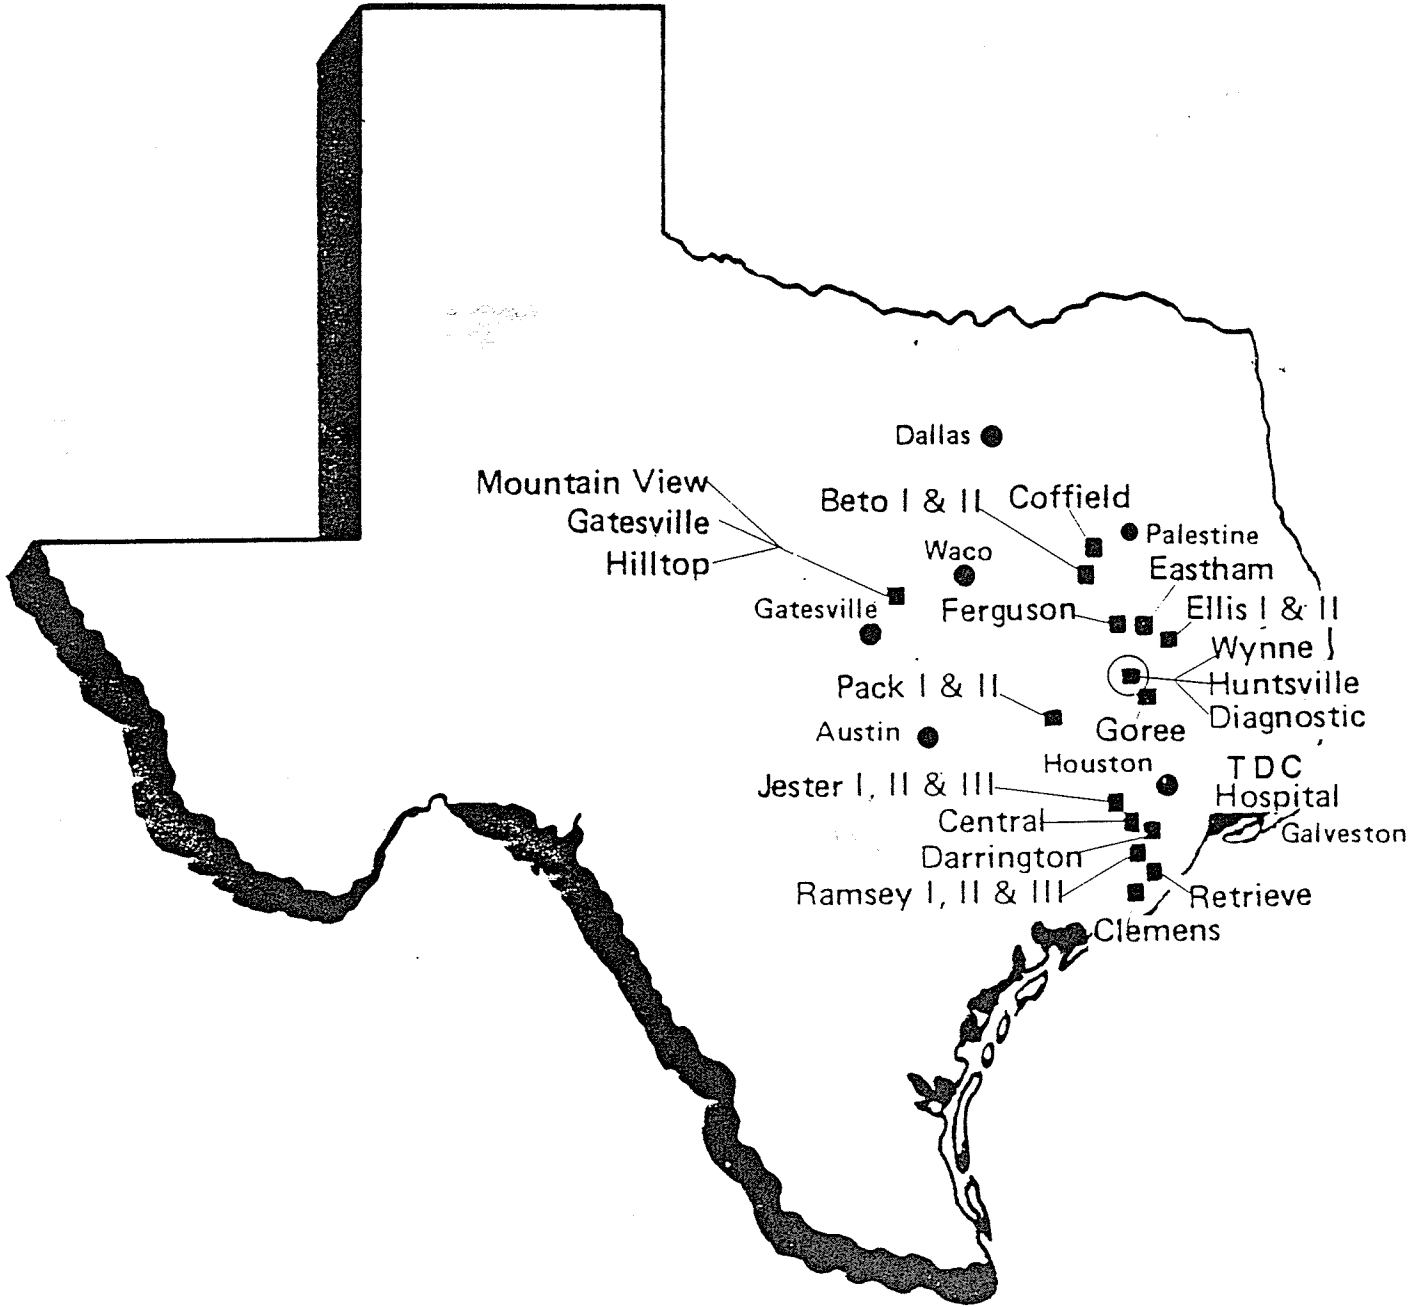 Dallas
Mountain View
Gatesville
Hilltop
Beto I & II
Coffield
Palestine
Waco
Eastham
Gatesville
Ferguson
Ellis I & II
Wynne
Huntsville
Diagnostic
Pack I & II
Goree
Austin
Houston
TDC
Hospital
Galveston
Jester I, II & III
Central
Darrington
Ramsey I, II & III
Retrieve
Clemens